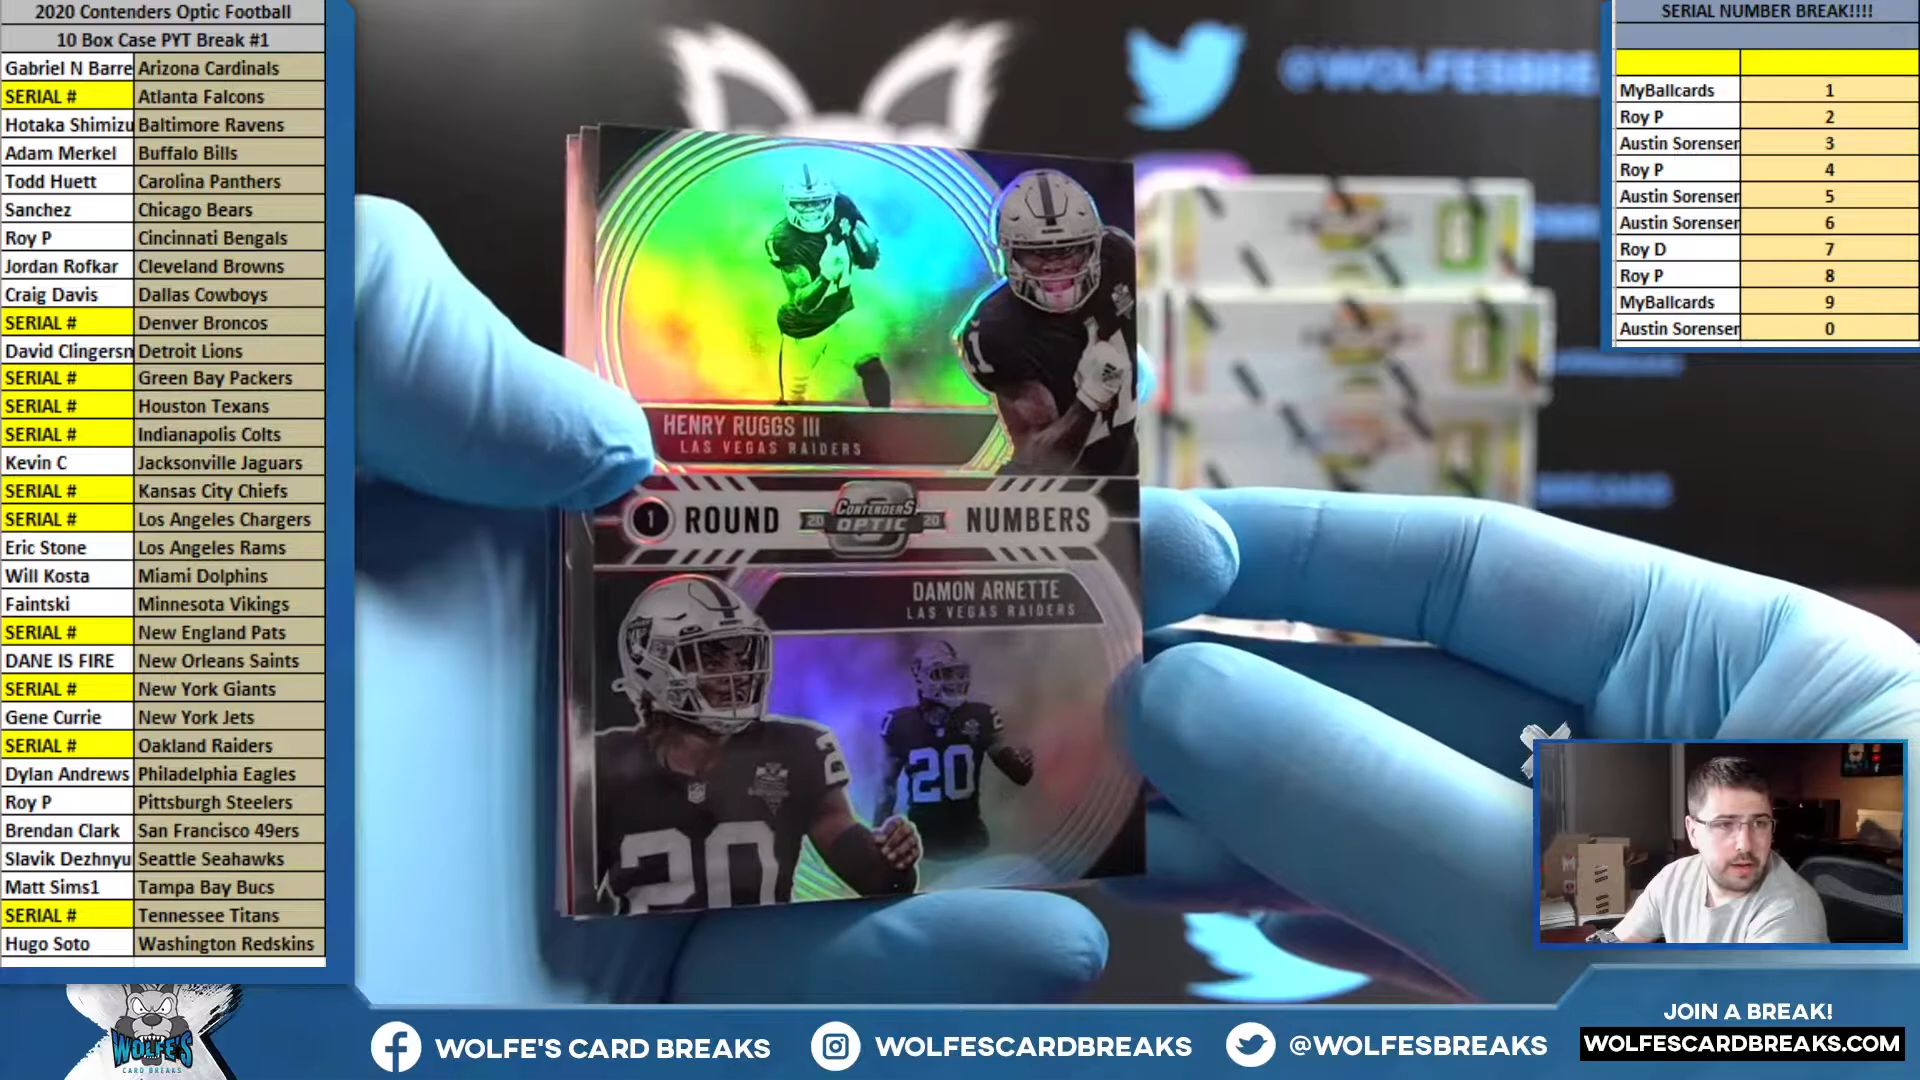 2020 Contenders Optic Football
10 Box Case PYT Break #1
Gabriel N Barre Arizona Cardinals
SERIAL # Atlanta Falcons
Hotaka Shimizu Baltimore Ravens
Adam Merkel Buffalo Bills
Todd Huett Carolina Panthers
Sanchez Chicago Bears
Roy P Cincinnati Bengals
Jordan Rofkar Cleveland Browns
Craig Davis Dallas Cowboys
SERIAL # Denver Broncos
David Clingersn Detroit Lions
SERIAL # Green Bay Packers
SERIAL # Houston Texans
SERIAL # Indianapolis Colts
Kevin C Jacksonville Jaguars
SERIAL # Kansas City Chiefs
SERIAL # Los Angeles Chargers
Eric Stone Los Angeles Rams
Will Kosta Miami Dolphins
Faintski Minnesota Vikings
SERIAL # New England Pats
DANE IS FIRE New Orleans Saints
SERIAL # New York Giants
Gene Currie New York Jets
SERIAL # Oakland Raiders
Dylan Andrews Philadelphia Eagles
Roy P Pittsburgh Steelers
Brendan Clark San Francisco 49ers
Slavik Dezhnyu Seattle Seahawks
Matt Sims1 Tampa Bay Bucs
SERIAL # Tennessee Titans
Hugo Soto Washington Redskins
@WOLFESBRE
HENRY RUGGS III
LAS VEGAS RAIDERS
1 ROUND 20 CONTENDERS OPTIC 20 NUMBERS
DAMON ARNETTE
LAS VEGAS RAIDERS
20
20
SERIAL NUMBER BREAK!!!!
MyBallcards 1
Roy P 2
Austin Sorenser 3
Roy P 4
Austin Sorenser 5
Austin Sorenser 6
Roy D 7
Roy P 8
MyBallcards 9
Austin Sorenser 0
WOLFE'S
CARD BREAKS
WOLFE'S CARD BREAKS
WOLFESCARDBREAKS
@WOLFESBREAKS
JOIN A BREAK!
WOLFESCARDBREAKS.COM